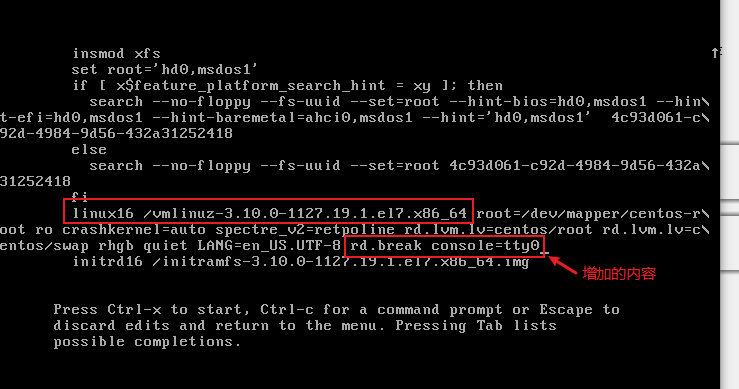 insmod xfs
set root='hd0,msdos1'
if [ x$feature_platform_search_hint = xy ]; then
search --no-floppy --fs-uuid --set=root --hint-bios=hd0,msdos1 --hin\
t-efi=hd0,msdos1 --hint-baremetal=ahci0,msdos1 --hint='hd0,msdos1'  4c93d061-c\
92d-4984-9d56-432a31252418
else
search --no-floppy --fs-uuid --set=root 4c93d061-c92d-4984-9d56-432a\
31252418
fi
linux16 /vmlinuz-3.10.0-1127.19.1.el7.x86_64 root=/dev/mapper/centos-r\
oot ro crashkernel=auto spectre_v2=retpoline rd.lvm.lv=centos/root rd.lvm.lv=c\
entos/swap rhgb quiet LANG=en_US.UTF-8 rd.break console=tty0_
initrd16 /initramfs-3.10.0-1127.19.1.el7.x86_64.img
增加的内容
Press Ctrl-x to start, Ctrl-c for a command prompt or Escape to
discard edits and return to the menu. Pressing Tab lists
possible completions.